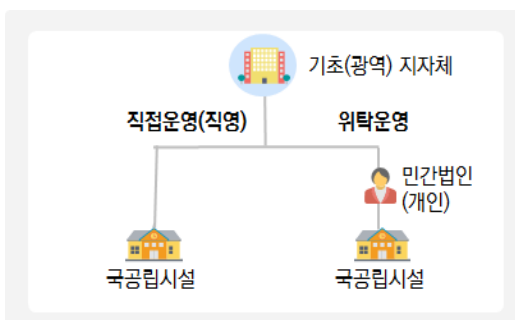 기초(광역) 지자체
직접운영(직영)
위탁운영
민간법인
(개인)
국공립시설
국공립시설